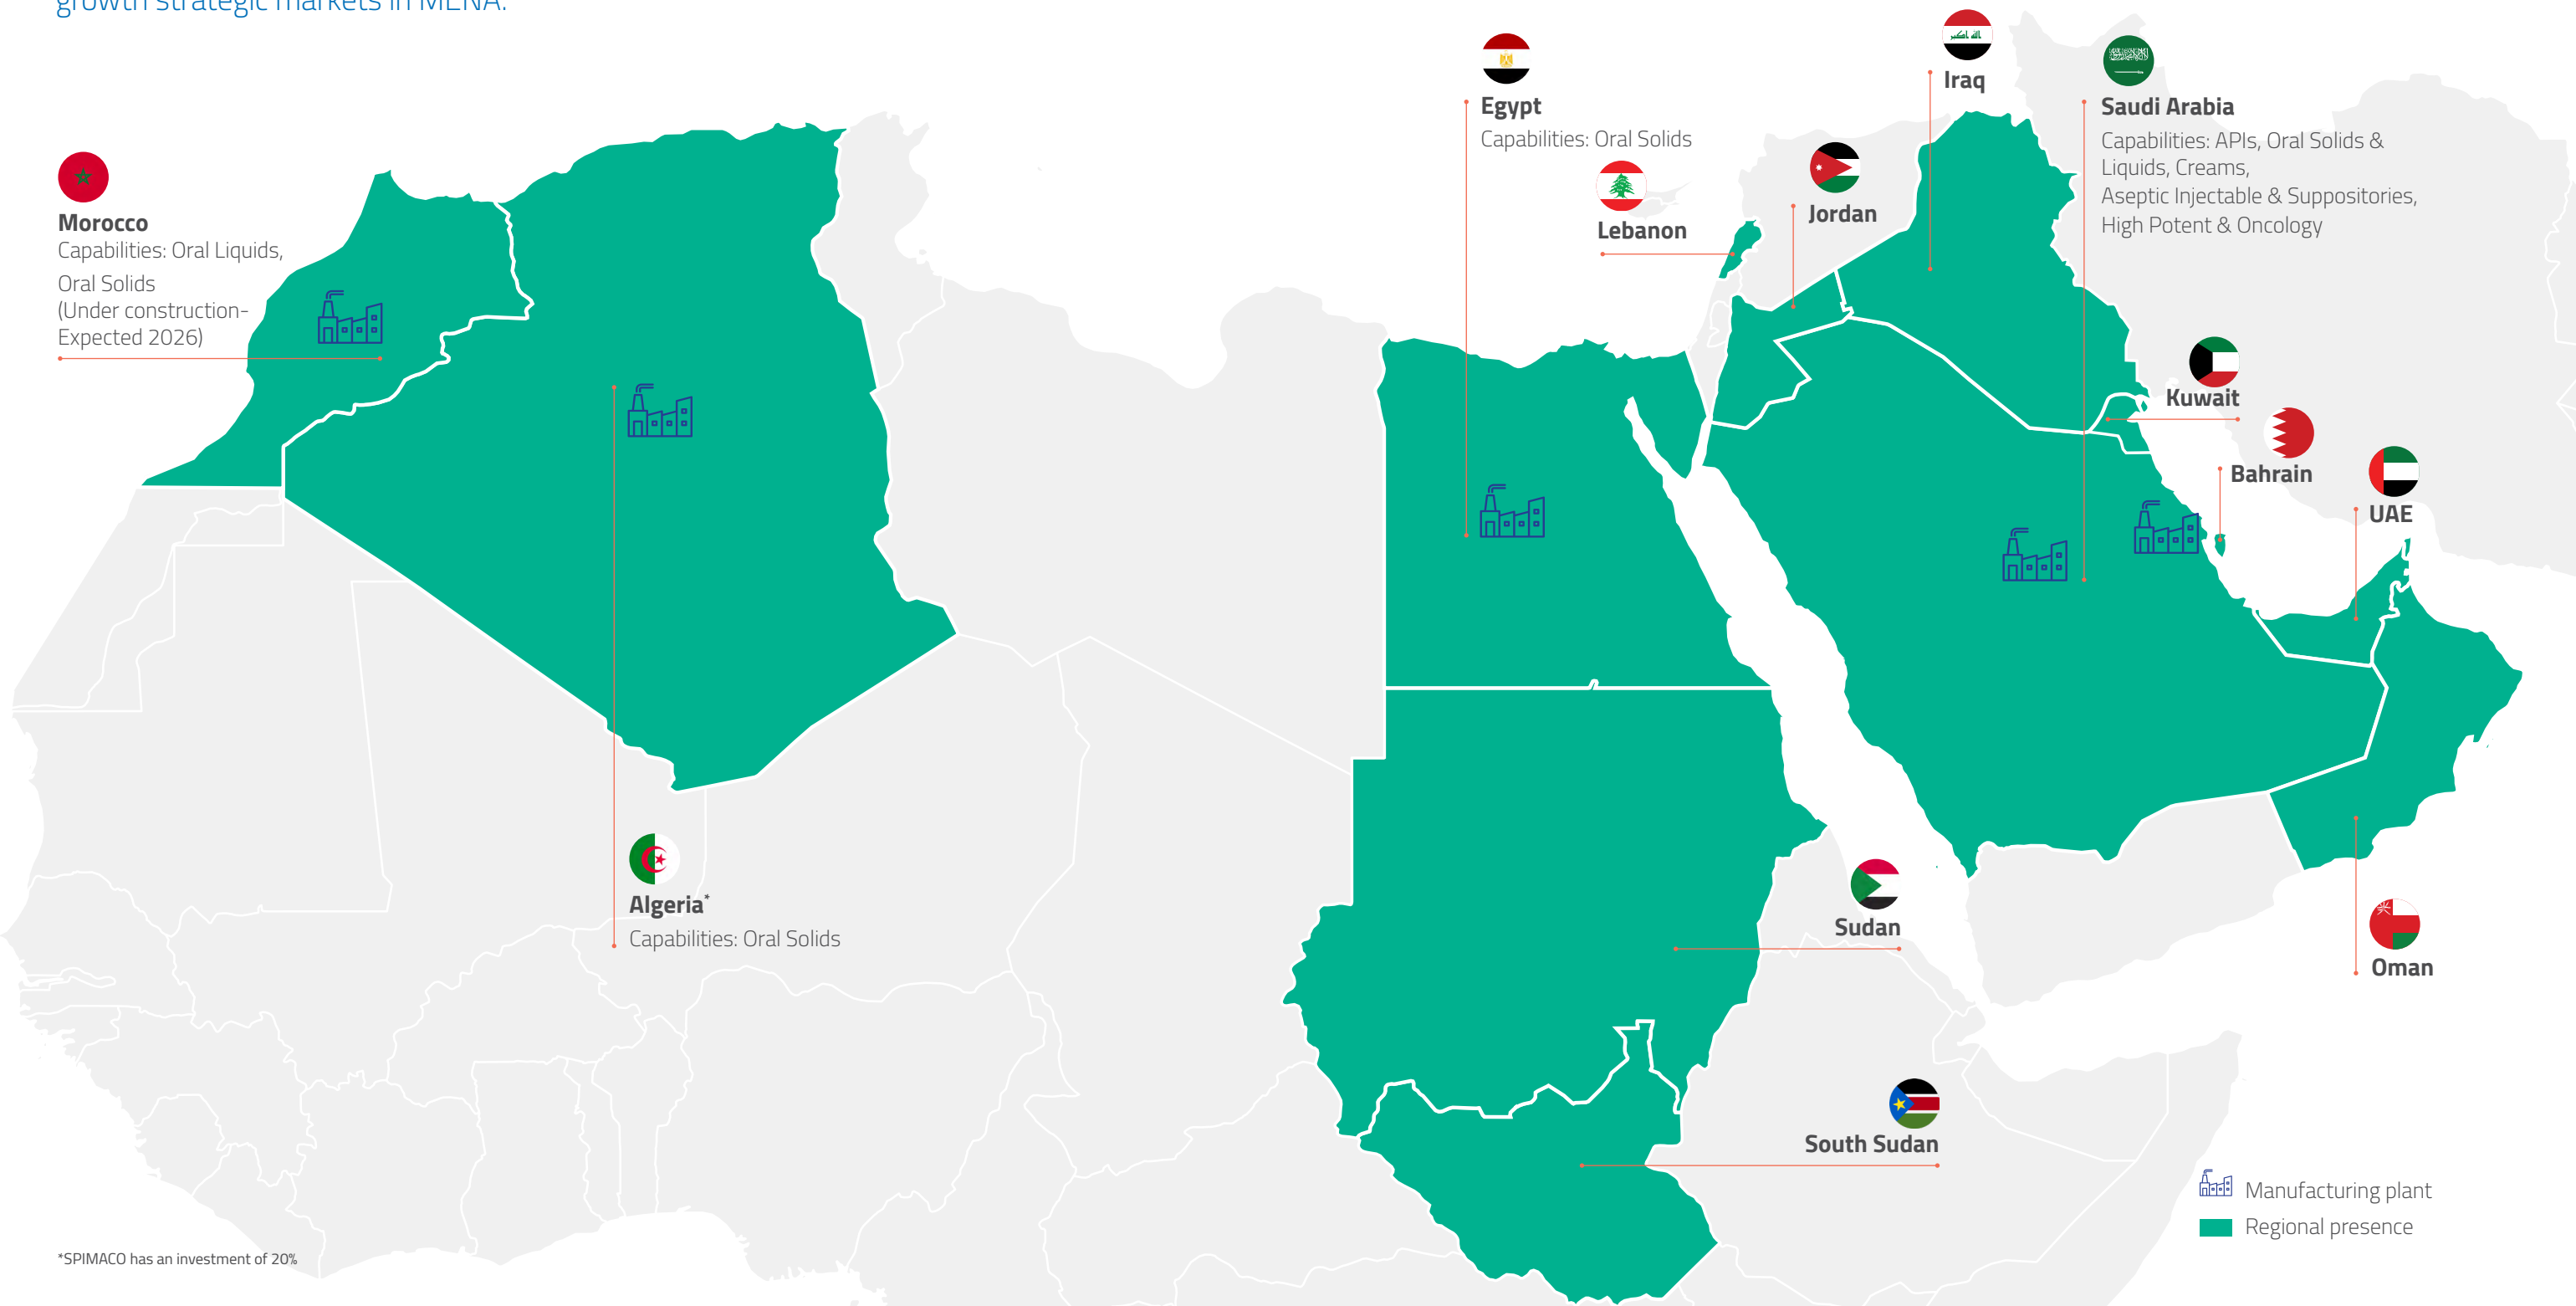 growth strategic markets in MENA.
Morocco
Capabilities: Oral Liquids,
Oral Solids
(Under construction-
Expected 2026)
Algeria*
Capabilities: Oral Solids
Egypt
Capabilities: Oral Solids
Lebanon
Jordan
Iraq
Saudi Arabia
Capabilities: APIs, Oral Solids &
Liquids, Creams,
Aseptic Injectable & Suppositories,
High Potent & Oncology
Kuwait
Bahrain
UAE
Oman
Sudan
South Sudan
Manufacturing plant
Regional presence
*SPIMACO has an investment of 20%